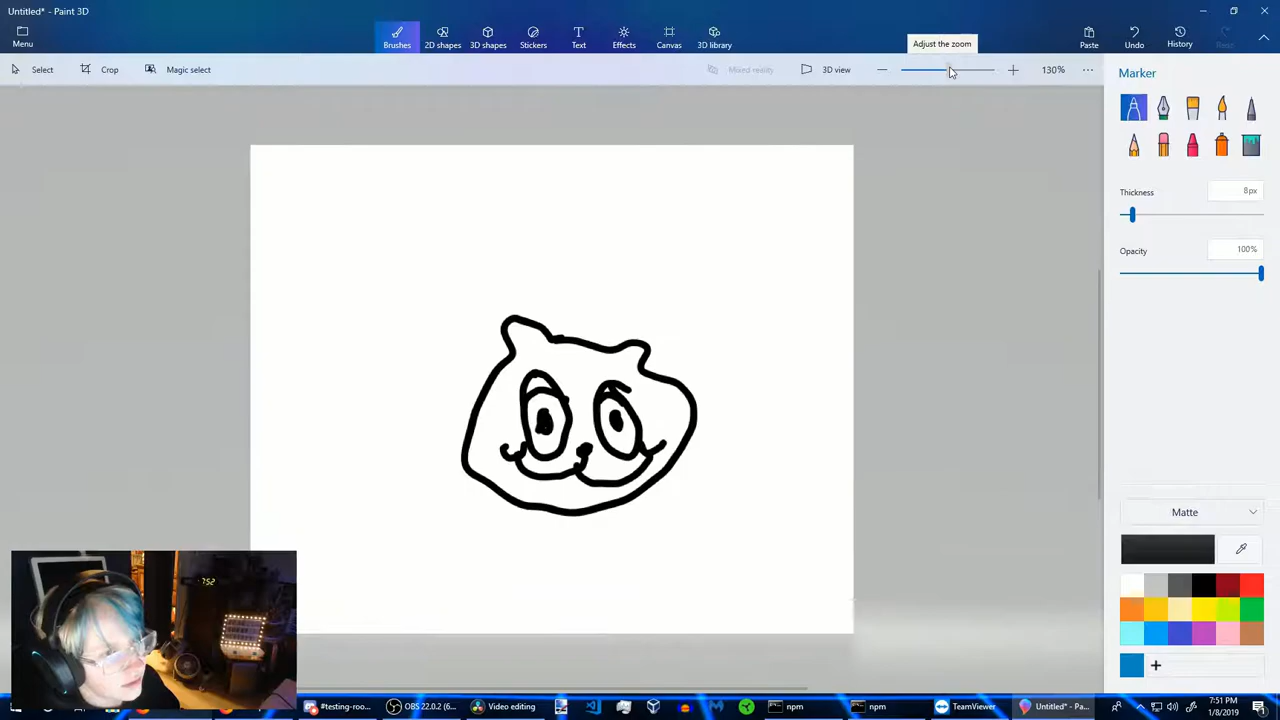 Untitled* - Paint 3D
Menu
Brushes
2D shapes
3D shapes
Stickers
Text
Effects
Canvas
3D library
Adjust the zoom
Paste
Undo
History
Select
Crop
Magic select
Mixed reality
3D view
130%
Marker
Thickness
8px
Opacity
100%
Matte
752
#testing-roo...
OBS 22.0.2 (6...
Video editing
npm
npm
TeamViewer
Untitled* - Pa...
7:51 PM
1/8/2019